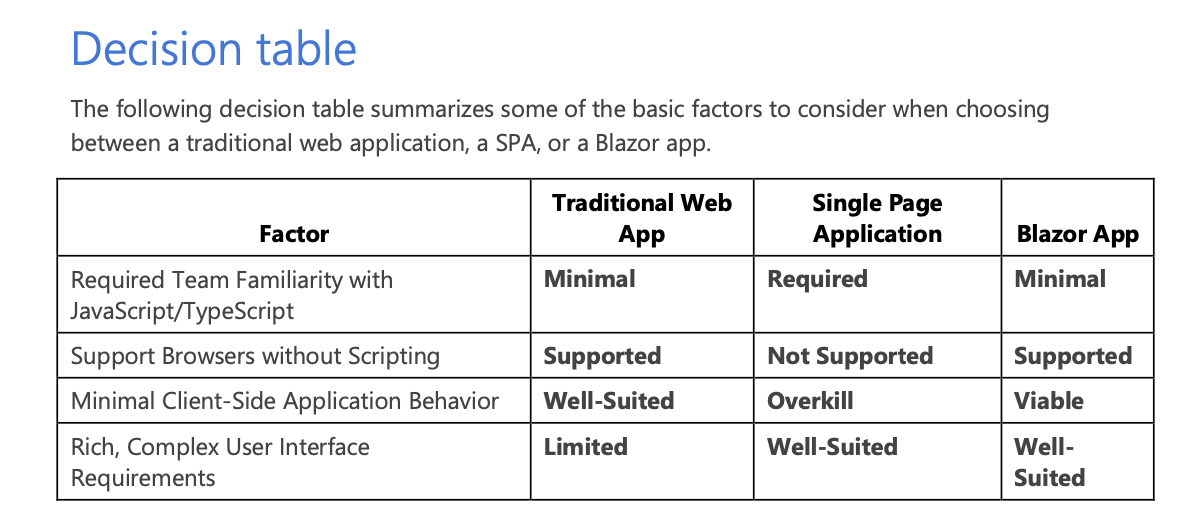 Decision table
The following decision table summarizes some of the basic factors to consider when choosing
between a traditional web application, a SPA, or a Blazor app.
Factor
Traditional Web
App
Single Page
Application
Blazor App
Required Team Familiarity with
JavaScript/TypeScript
Minimal
Required
Minimal
Support Browsers without Scripting
Supported
Not Supported
Supported
Minimal Client-Side Application Behavior
Well-Suited
Overkill
Viable
Rich, Complex User Interface
Requirements
Limited
Well-Suited
Well-
Suited